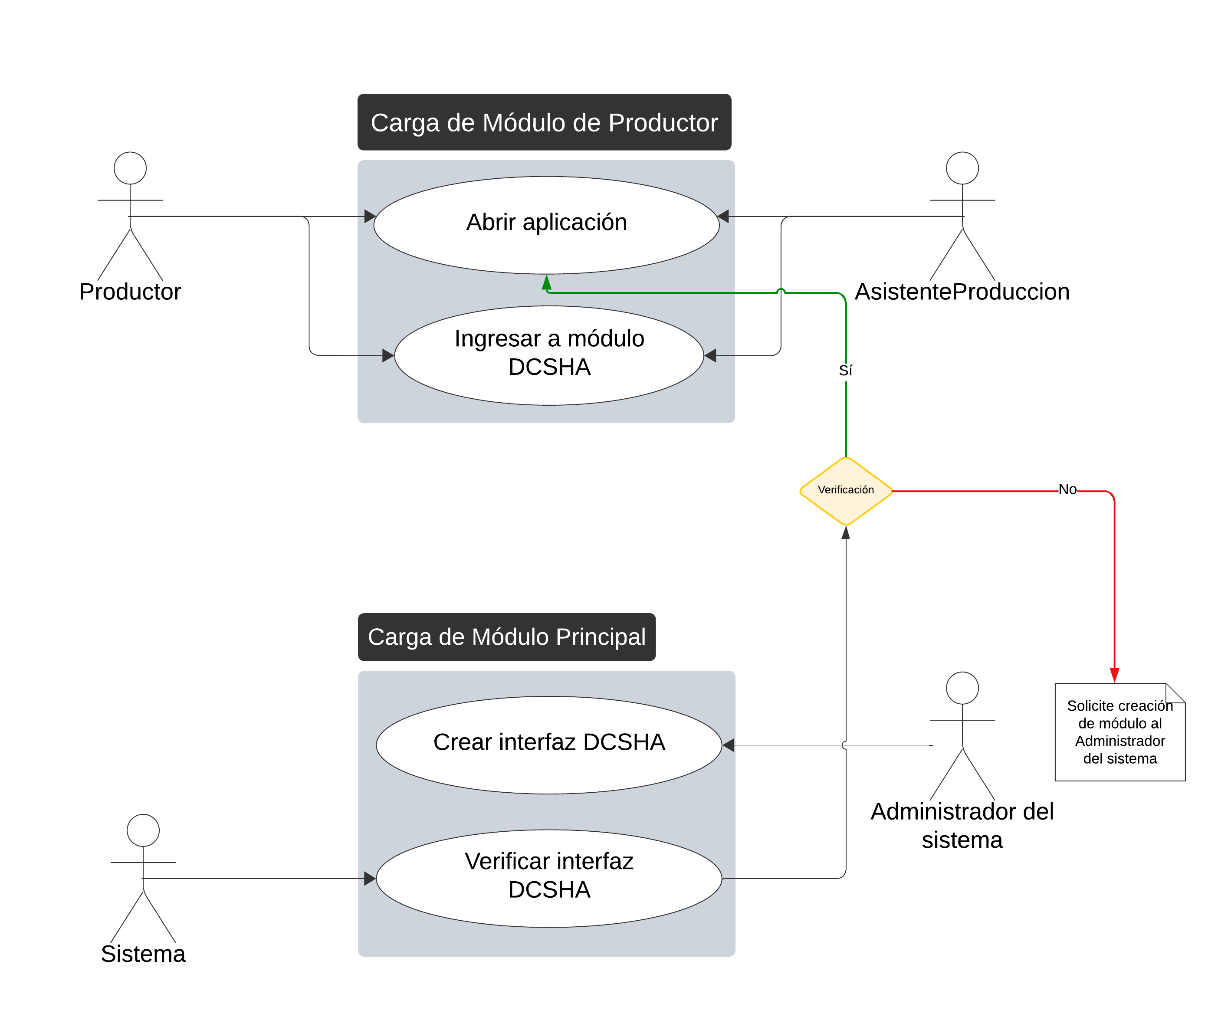 Carga de Módulo de Productor
Abrir aplicación
Productor
AsistenteProduccion
Ingresar a módulo
DCSHA
Sí
Verificación
No
Carga de Módulo Principal
Solicite creación
de módulo al
Administrador
del sistema
Crear interfaz DCSHA
Administrador del
sistema
Verificar interfaz
DCSHA
Sistema